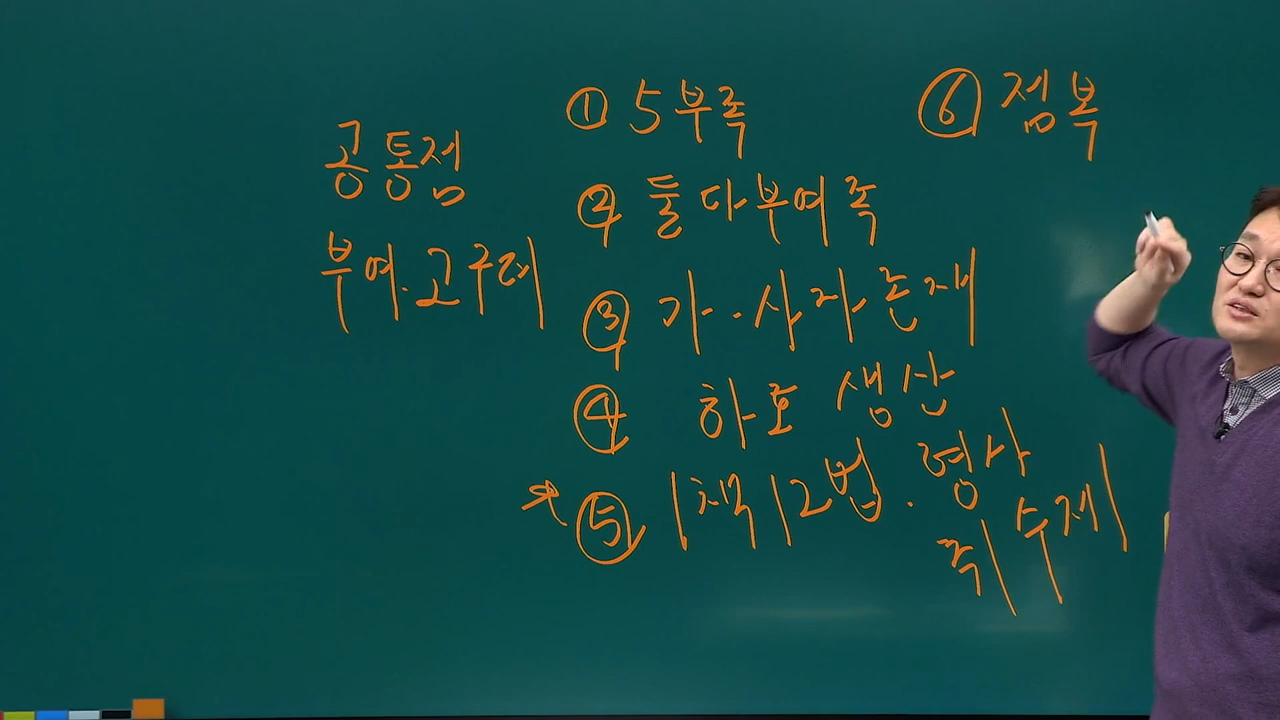 공통점
부여.고구려
① 5부족
② 둘다부여족
③ 가·사자존재
④ 하호 생산
⑤ 1책12법. 형사
취수제
⑥ 점복